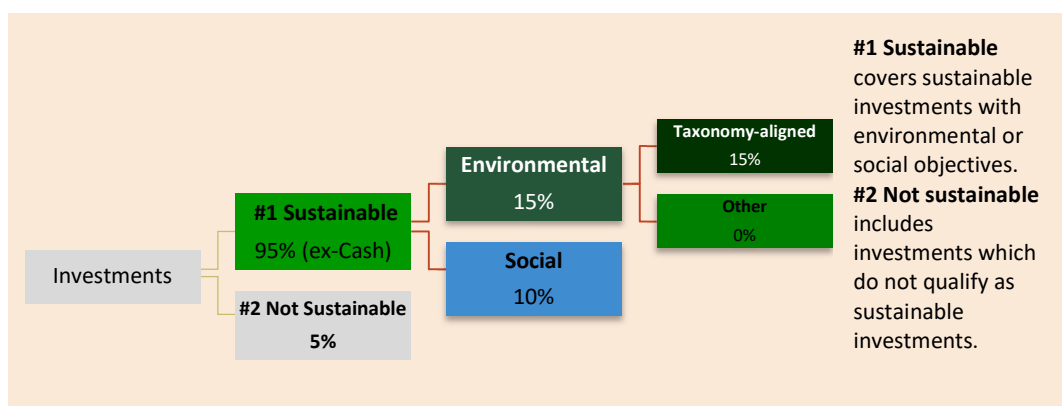 Investments
#1 Sustainable
95% (ex-Cash)
#2 Not Sustainable
5%
Environmental
15%
Social
10%
Taxonomy-aligned
15%
Other
0%
#1 Sustainable
covers sustainable
investments with
environmental or
social objectives.
#2 Not sustainable
includes
investments which
do not qualify as
sustainable
investments.